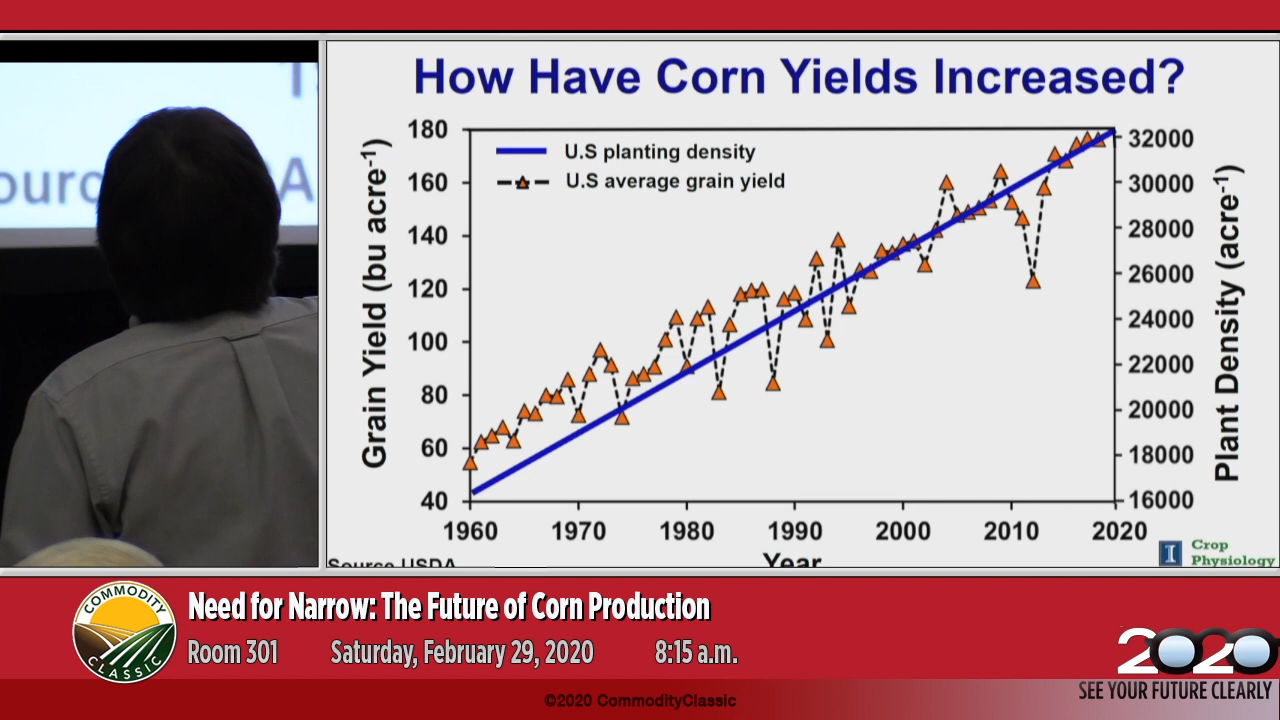 ourc
A
How Have Corn Yields Increased?
U.S planting density
U.S average grain yield
Grain Yield (bu acre-1)
180
160
140
120
100
80
60
40
32000
30000
28000
26000
24000
22000
20000
18000
16000
Plant Density (acre-1)
1960 1970 1980 1990 2000 2010 2020
Year
Source USDA
I
Crop
Physiology
COMMODITY
CLASSIC
Need for Narrow: The Future of Corn Production
Room 301 Saturday, February 29, 2020 8:15 a.m.
2020
SEE YOUR FUTURE CLEARLY
©2020 CommodityClassic